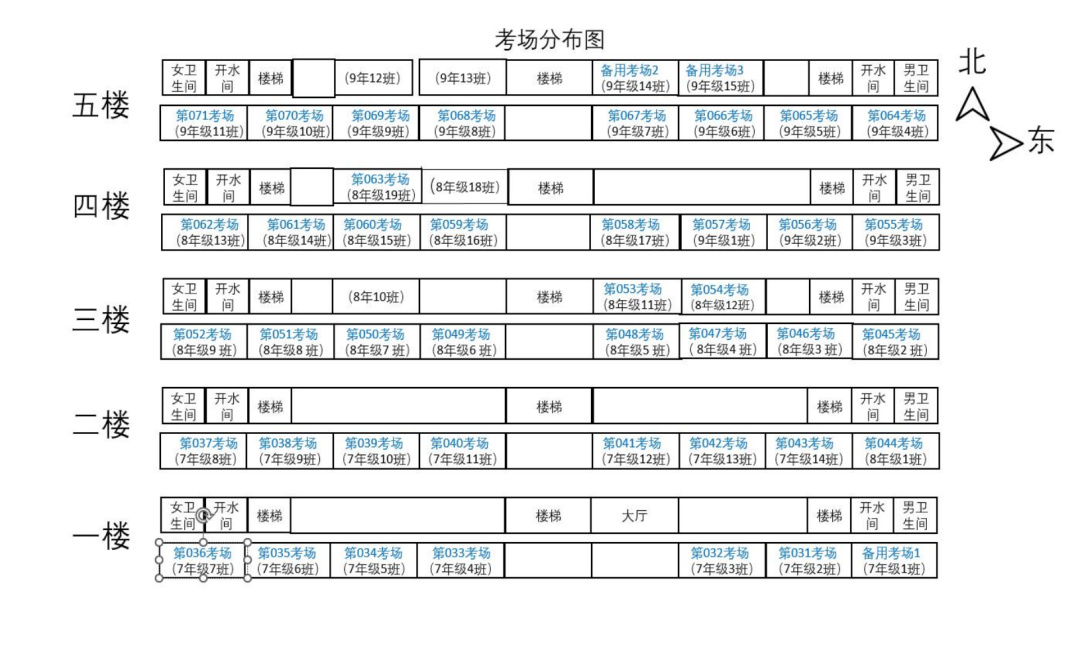 考场分布图
北
东
五楼
女卫生间 开水间 楼梯 （9年12班） （9年13班） 楼梯 备用考场2（9年级14班） 备用考场3（9年级15班） 楼梯 开水间 男卫生间
第071考场 第070考场 第069考场 第068考场 第067考场 第066考场 第065考场 第064考场
（9年级11班） （9年级10班） （9年级9班） （9年级8班） （9年级7班） （9年级6班） （9年级5班） （9年级4班）
四楼
女卫生间 开水间 楼梯 第063考场（8年级19班） （8年级18班） 楼梯 楼梯 开水间 男卫生间
第062考场 第061考场 第060考场 第059考场 第058考场 第057考场 第056考场 第055考场
（8年级13班） （8年级14班） （8年级15班） （8年级16班） （8年级17班） （9年级1班） （9年级2班） （9年级3班）
三楼
女卫生间 开水间 楼梯 （8年10班） 楼梯 第053考场（8年级11班） 第054考场（8年级12班） 楼梯 开水间 男卫生间
第052考场 第051考场 第050考场 第049考场 第048考场 第047考场 第046考场 第045考场
（8年级9 班） （8年级8 班） （8年级7 班） （8年级6 班） （8年级5 班） （8年级4 班） （8年级3 班） （8年级2 班）
二楼
女卫生间 开水间 楼梯 楼梯 楼梯 开水间 男卫生间
第037考场 第038考场 第039考场 第040考场 第041考场 第042考场 第043考场 第044考场
（7年级8班） （7年级9班） （7年级10班） （7年级11班） （7年级12班） （7年级13班） （7年级14班） （8年级1班）
一楼
女卫生间 开水间 楼梯 楼梯 大厅 楼梯 开水间 男卫生间
第036考场 第035考场 第034考场 第033考场 第032考场 第031考场 备用考场1
（7年级7班） （7年级6班） （7年级5班） （7年级4班） （7年级3班） （7年级2班） （7年级1班）